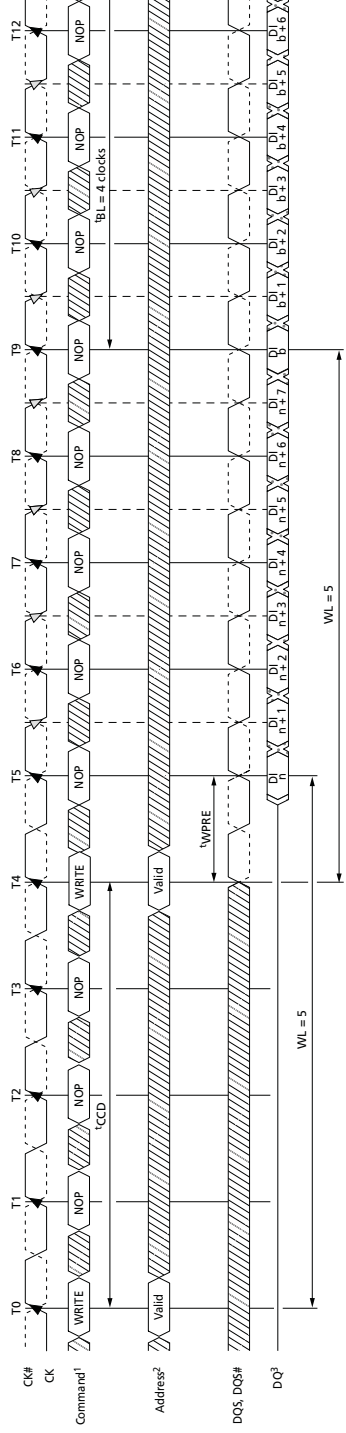 T0 T1 T2 T3 T4 T5 T6 T7 T8 T9 T10 T11 T12
CK#
CK
Command1 WRITE NOP NOP NOP WRITE NOP NOP NOP NOP NOP NOP NOP NOP
tCCD tBL = 4 clocks
Address2 Valid Valid
tWPRE
DQS, DQS#
DQ3 DI n DI n + 1 DI n + 2 DI n + 3 DI n + 4 DI n + 5 DI n + 6 DI n + 7 DI b DI b + 1 DI b + 2 DI b + 3 DI b + 4 DI b + 5 DI b + 6
WL = 5
WL = 5